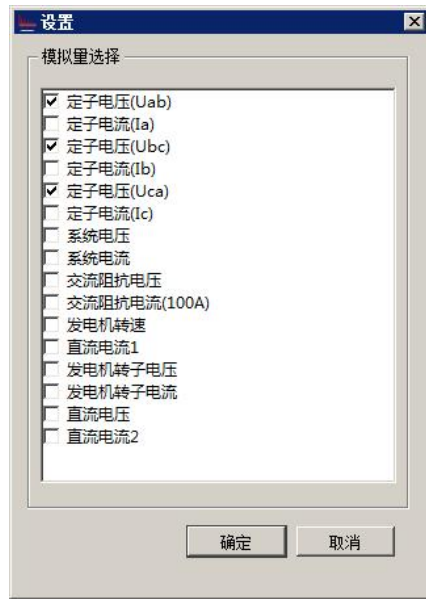 设置
模拟里选择
定子电压(Uab)
定子电流(Ia)
定子电压(Ubc)
定子电流(Ib)
定子电压(Uca)
定子电流(Ic)
系统电压
系统电流
交流阻抗电压
交流阻抗电流(100A)
发电机转速
直流电流1
发电机转子电压
发电机转子电流
直流电压
直流电流2
确定
取消